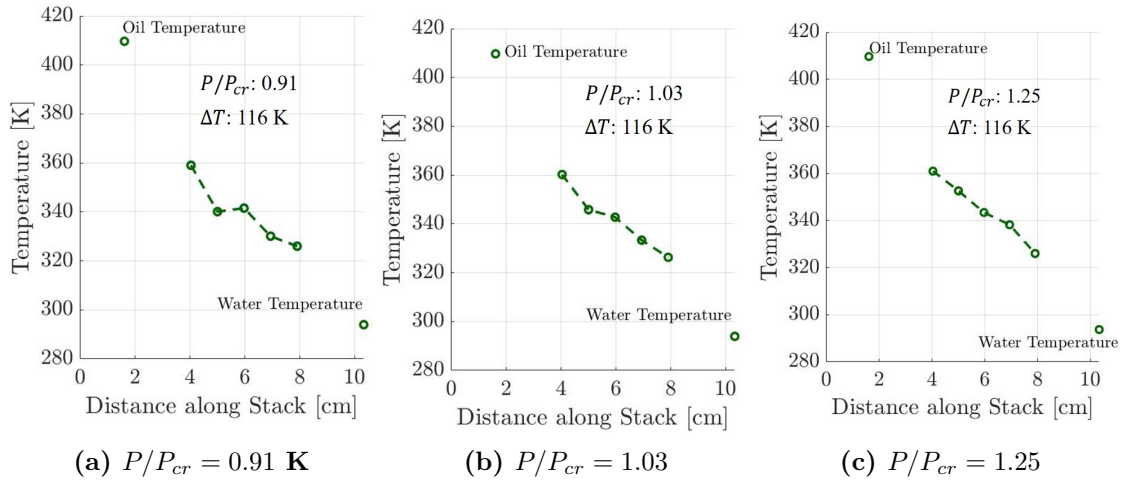 420
Oil Temperature
400
P/P_cr: 0.91
ΔT: 116 K
380
360
340
320
300
Water Temperature
280
0 2 4 6 8 10
Temperature [K]
Distance along Stack [cm]
(a) P/P_cr = 0.91 K
420
Oil Temperature
400
P/P_cr: 1.03
ΔT: 116 K
380
360
340
320
300
Water Temperature
280
0 2 4 6 8 10
Temperature [K]
Distance along Stack [cm]
(b) P/P_cr = 1.03
420
Oil Temperature
400
P/P_cr: 1.25
ΔT: 116 K
380
360
340
320
300
Water Temperature
280
0 2 4 6 8 10
Temperature [K]
Distance along Stack [cm]
(c) P/P_cr = 1.25